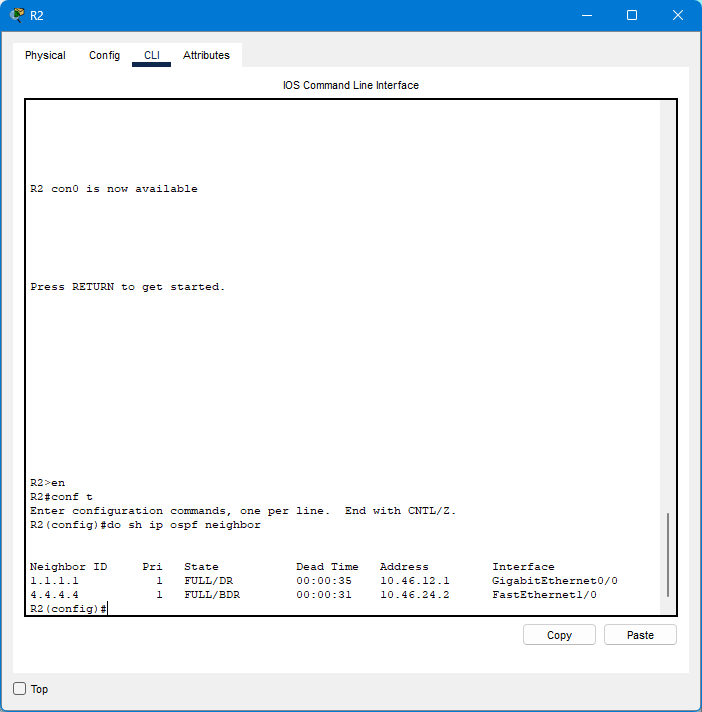 R2
Physical Config CLI Attributes
IOS Command Line Interface
R2 con0 is now available
Press RETURN to get started.
R2>en
R2#conf t
Enter configuration commands, one per line.  End with CNTL/Z.
R2(config)#do sh ip ospf neighbor
Neighbor ID     Pri   State           Dead Time   Address         Interface
1.1.1.1           1   FULL/DR         00:00:35    10.46.12.1      GigabitEthernet0/0
4.4.4.4           1   FULL/BDR        00:00:31    10.46.24.2      FastEthernet1/0
R2(config)#
Copy Paste
Top